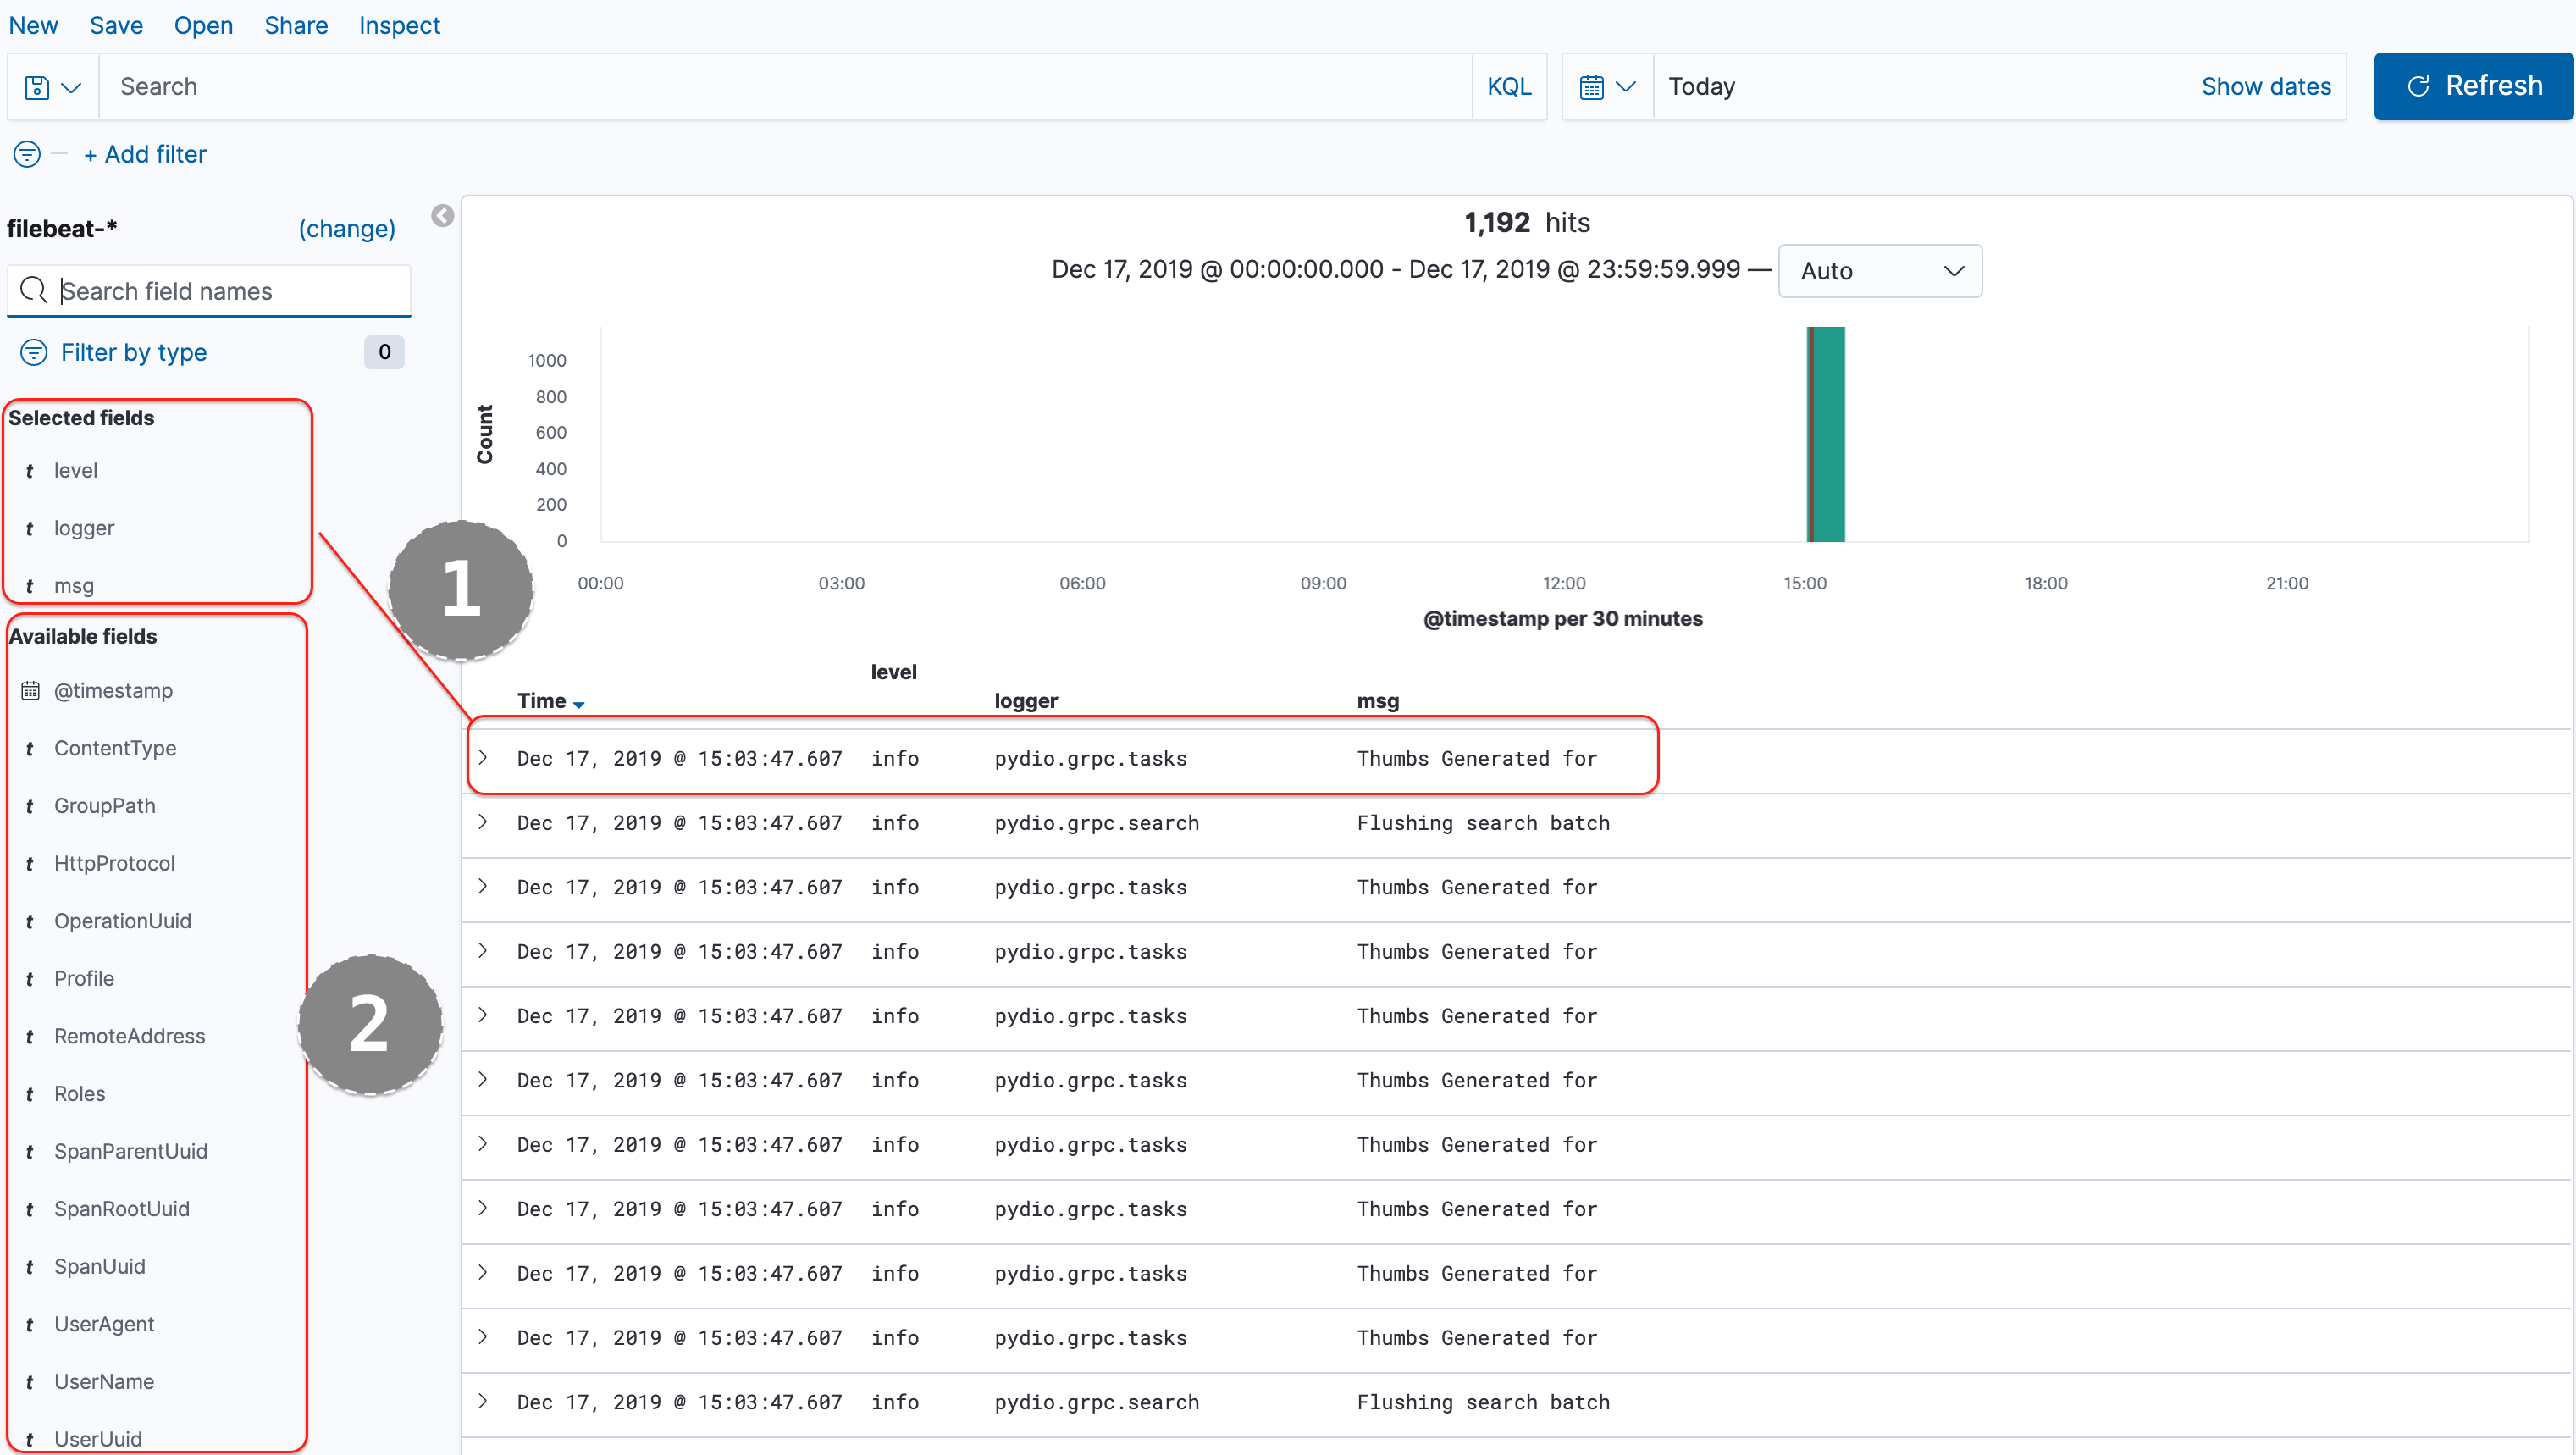 New Save Open Share Inspect
Search KQL Today Show dates Refresh
+ Add filter
filebeat-* (change)
Search field names
Filter by type 0
Selected fields
t level
t logger
t msg
Available fields
@timestamp
t ContentType
t GroupPath
t HttpProtocol
t OperationUuid
t Profile
t RemoteAddress
t Roles
t SpanParentUuid
t SpanRootUuid
t SpanUuid
t UserAgent
t UserName
t UserUuid
1
2
1,192 hits
Dec 17, 2019 @ 00:00:00.000 - Dec 17, 2019 @ 23:59:59.999 — Auto
Count
1000
800
600
400
200
0
00:00 03:00 06:00 09:00 12:00 15:00 18:00 21:00
@timestamp per 30 minutes
Time level logger msg
Dec 17, 2019 @ 15:03:47.607 info pydio.grpc.tasks Thumbs Generated for
Dec 17, 2019 @ 15:03:47.607 info pydio.grpc.search Flushing search batch
Dec 17, 2019 @ 15:03:47.607 info pydio.grpc.tasks Thumbs Generated for
Dec 17, 2019 @ 15:03:47.607 info pydio.grpc.tasks Thumbs Generated for
Dec 17, 2019 @ 15:03:47.607 info pydio.grpc.tasks Thumbs Generated for
Dec 17, 2019 @ 15:03:47.607 info pydio.grpc.tasks Thumbs Generated for
Dec 17, 2019 @ 15:03:47.607 info pydio.grpc.tasks Thumbs Generated for
Dec 17, 2019 @ 15:03:47.607 info pydio.grpc.tasks Thumbs Generated for
Dec 17, 2019 @ 15:03:47.607 info pydio.grpc.tasks Thumbs Generated for
Dec 17, 2019 @ 15:03:47.607 info pydio.grpc.tasks Thumbs Generated for
Dec 17, 2019 @ 15:03:47.607 info pydio.grpc.search Flushing search batch